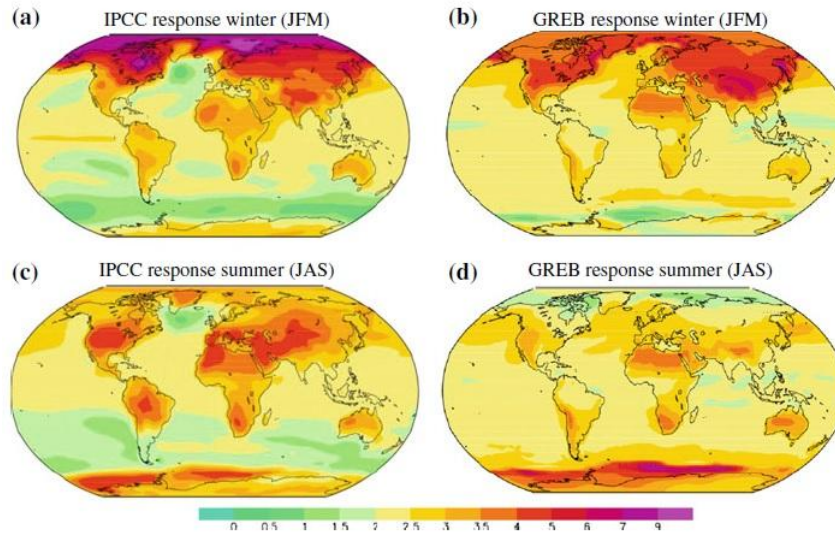 (a) IPCC response winter (JFM)
(b) GREB response winter (JFM)
(c) IPCC response summer (JAS)
(d) GREB response summer (JAS)
0 0.5 1 1.5 2 2.5 3 3.5 4 5 6 7 9